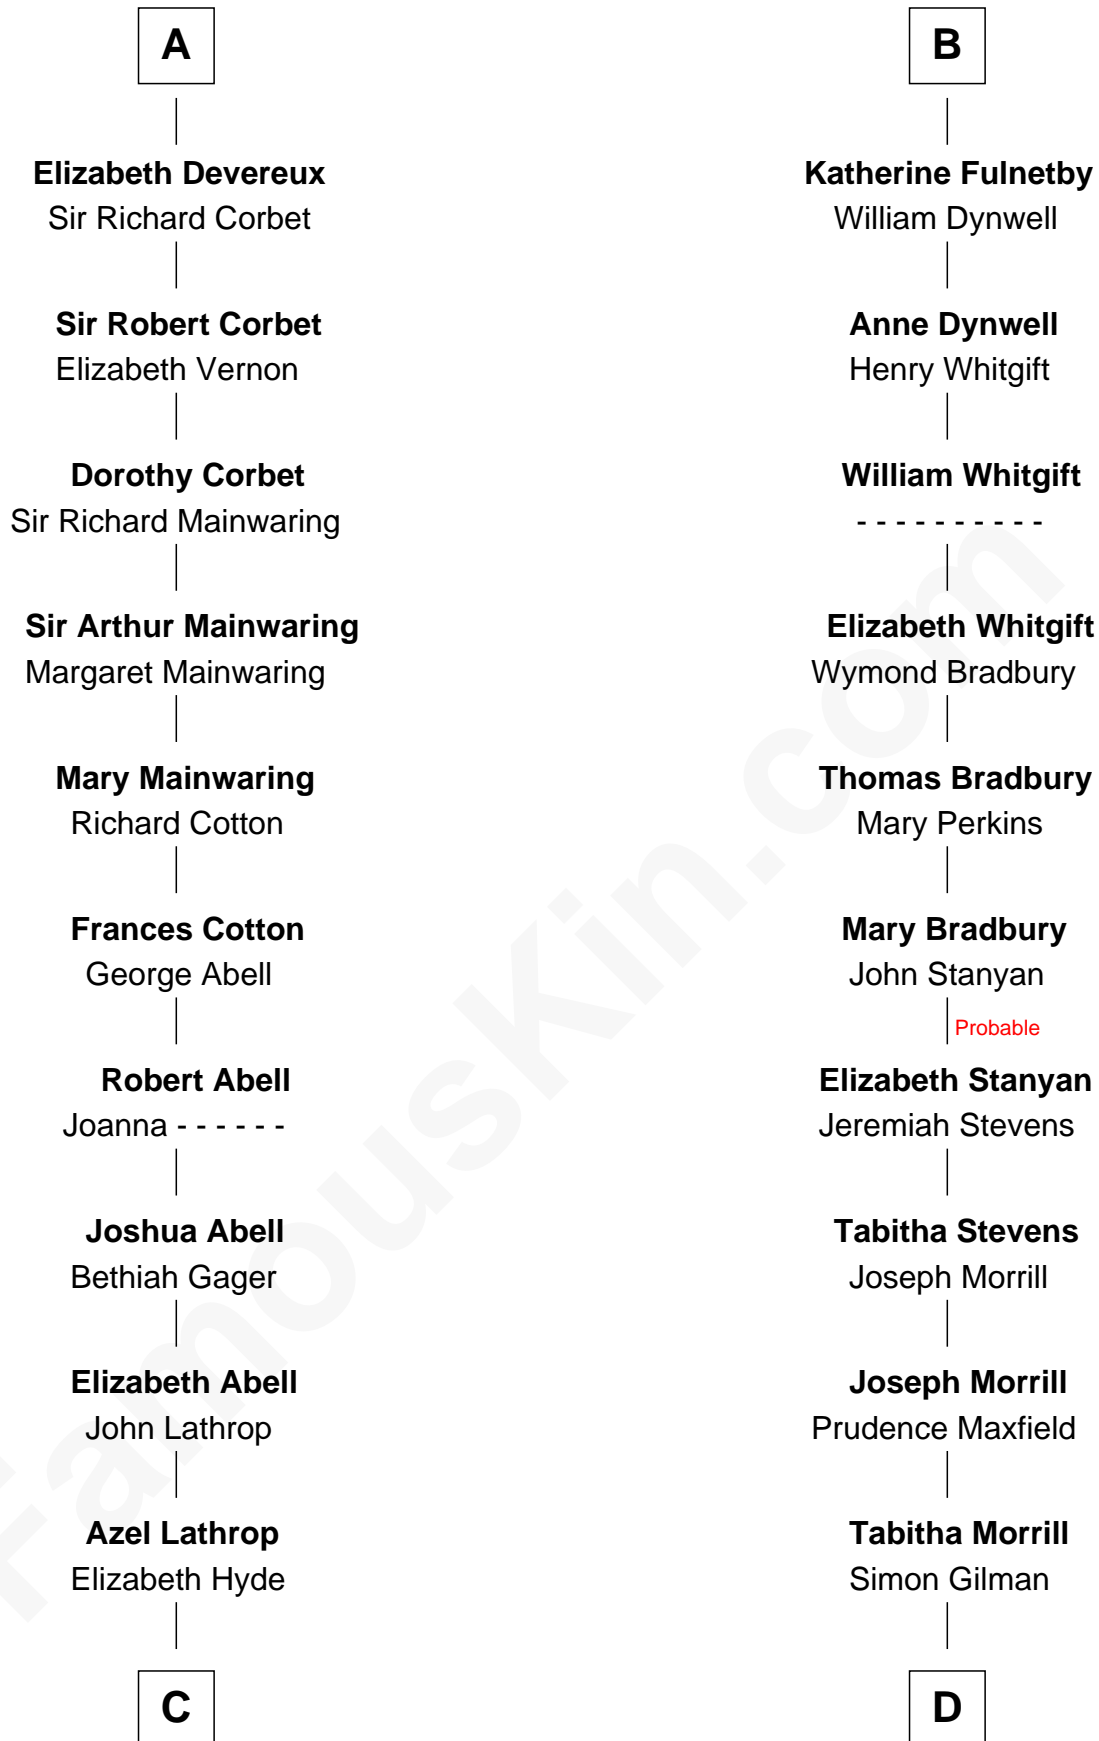 A
Elizabeth Devereux
Sir Richard Corbet
Sir Robert Corbet
Elizabeth Vernon
Dorothy Corbet
Sir Richard Mainwaring
Sir Arthur Mainwaring
Margaret Mainwaring
Mary Mainwaring
Richard Cotton
Frances Cotton
George Abell
Robert Abell
Joanna - - - - - -
Joshua Abell
Bethiah Gager
Elizabeth Abell
John Lathrop
Azel Lathrop
Elizabeth Hyde
C
B
Katherine Fulnetby
William Dynwell
Anne Dynwell
Henry Whitgift
William Whitgift
- - - - - - - - - -
Elizabeth Whitgift
Wymond Bradbury
Thomas Bradbury
Mary Perkins
Mary Bradbury
John Stanyan
Probable
Elizabeth Stanyan
Jeremiah Stevens
Tabitha Stevens
Joseph Morrill
Joseph Morrill
Prudence Maxfield
Tabitha Morrill
Simon Gilman
D
FamousKin.com